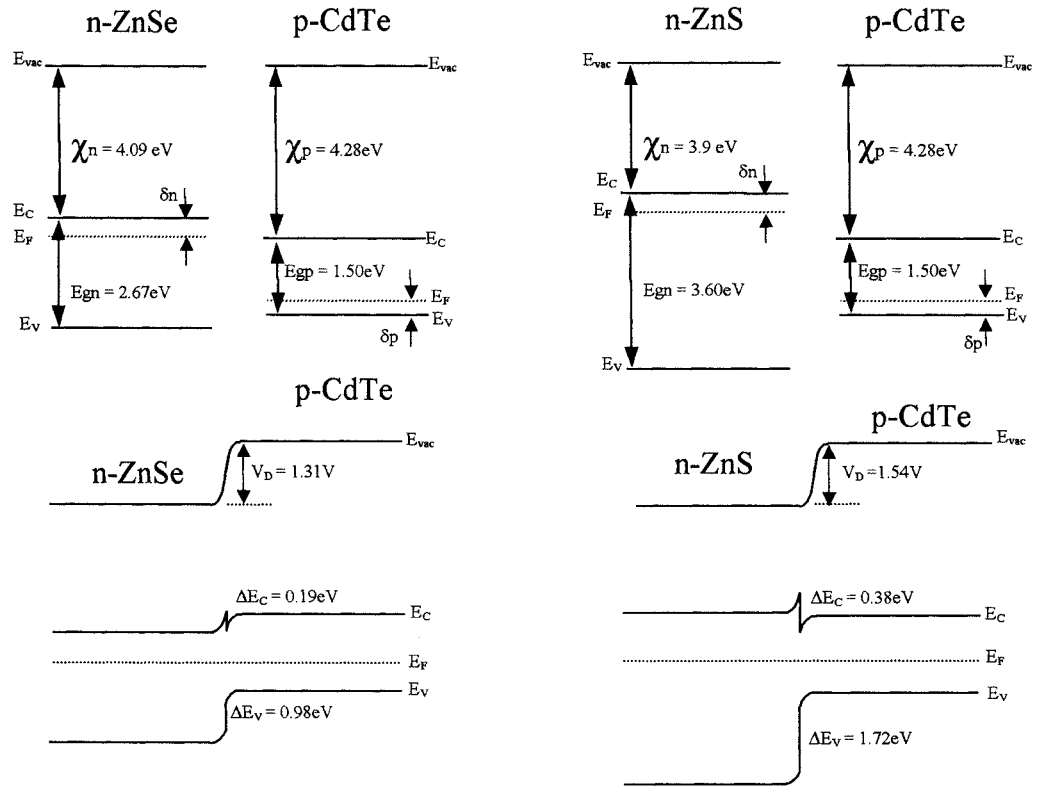 n-ZnSe
p-CdTe
Evac
Evac
χn = 4.09 eV
χp = 4.28eV
δn
EC
EF
EC
Egp = 1.50eV
Egn = 2.67eV
EF
EV
EV
δp
n-ZnS
p-CdTe
Evac
Evac
χn = 3.9 eV
χp = 4.28eV
δn
EC
EF
EC
Egp = 1.50eV
Egn = 3.60eV
EF
EV
δp
EV
p-CdTe
Evac
n-ZnSe
VD = 1.31V
ΔEC = 0.19eV
EC
EF
EV
ΔEV = 0.98eV
p-CdTe
Evac
n-ZnS
VD = 1.54V
ΔEC = 0.38eV
EC
EF
EV
ΔEV = 1.72eV